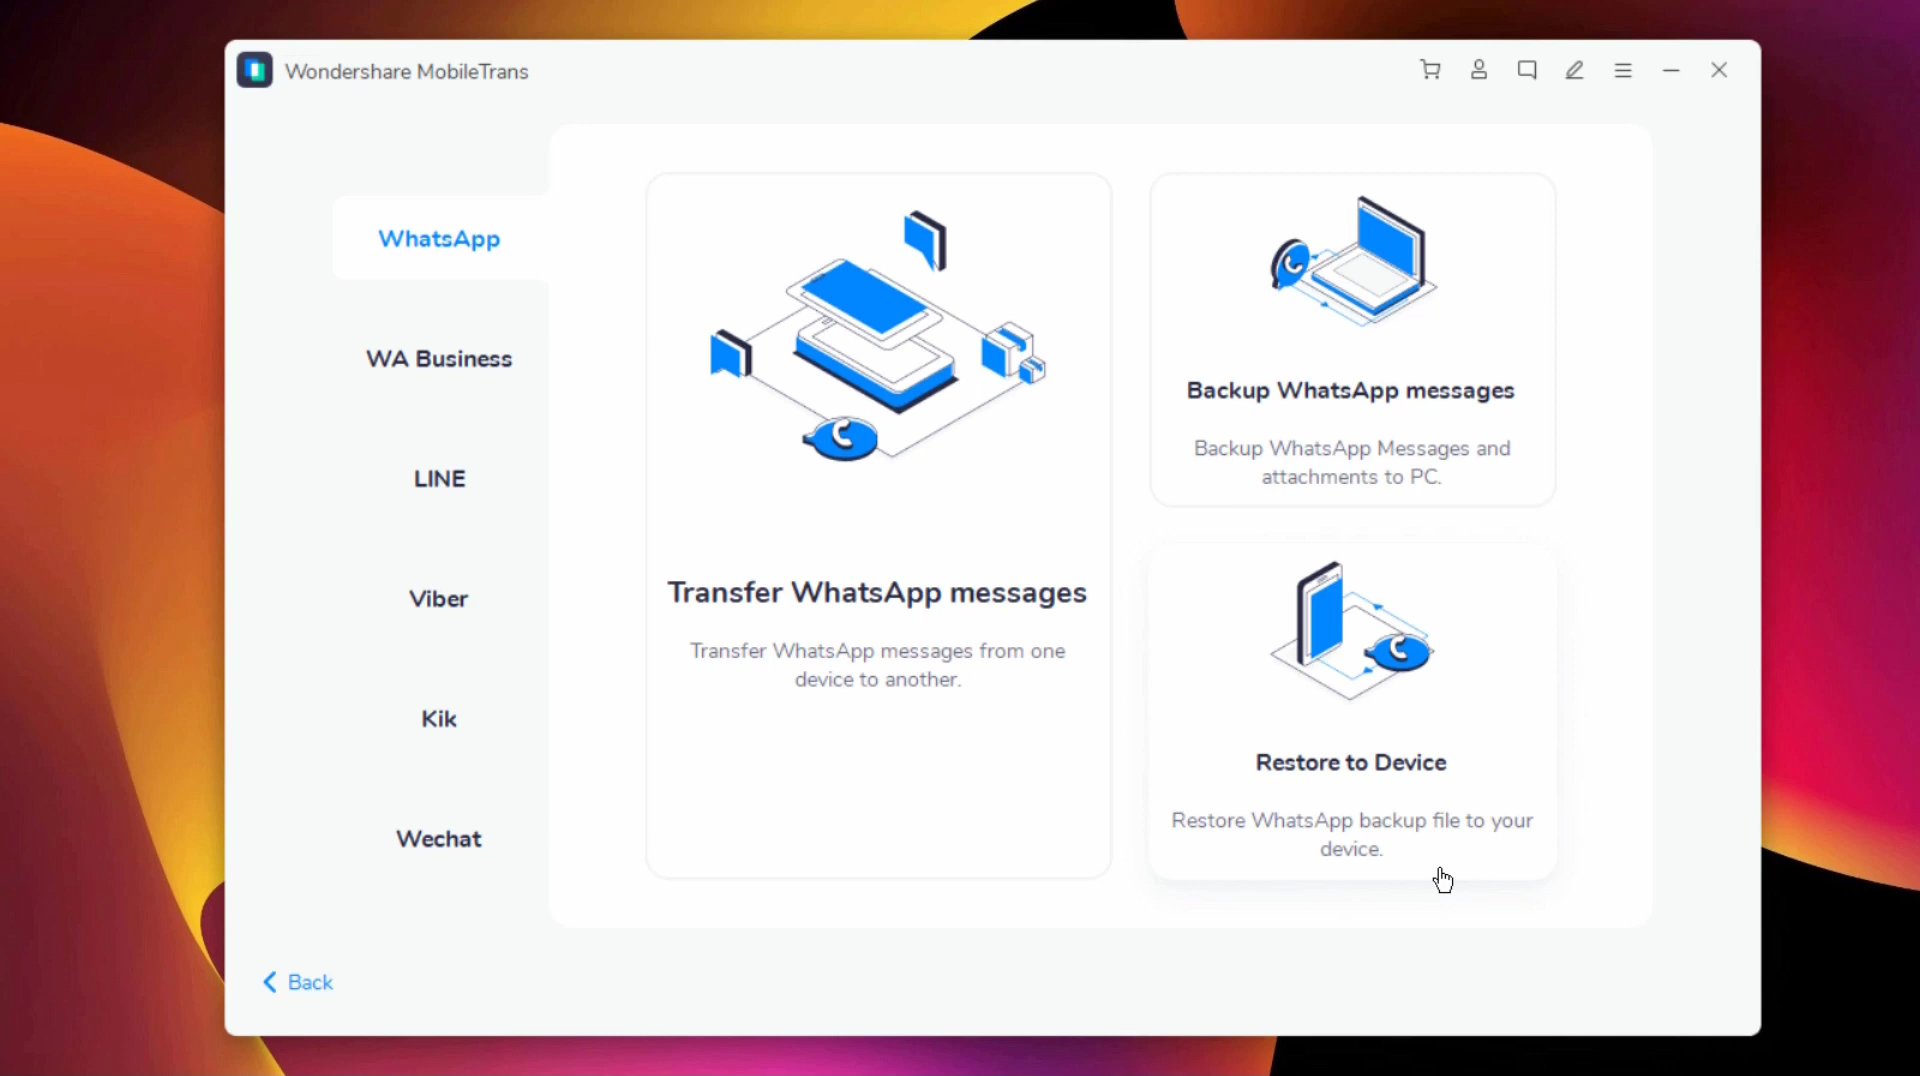 Wondershare MobileTrans
WhatsApp
WA Business
LINE
Viber
Kik
Wechat
Transfer WhatsApp messages
Transfer WhatsApp messages from one
device to another.
Backup WhatsApp messages
Backup WhatsApp Messages and
attachments to PC.
Restore to Device
Restore WhatsApp backup file to your
device.
Back